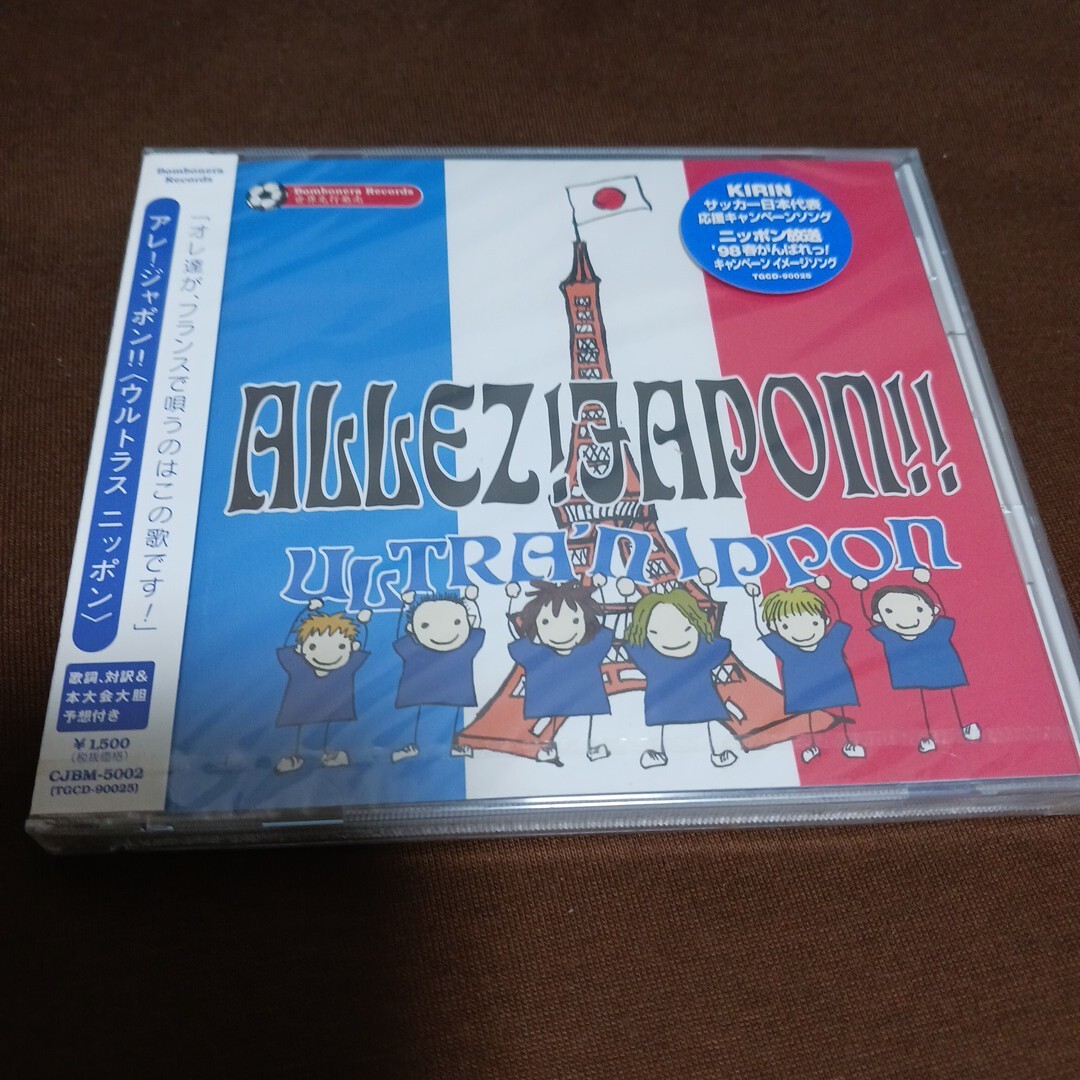 Bombonera
Records
「オレ達が、フランスで唄うのはこの歌です!」
アレ!ジャポン!!〈ウルトラス ニッポン〉
歌詞、対訳&
本大会大胆
予想付き
¥1,500
(税抜価格)
CJBM-5002
(TGCD-90025)
Bombonera Records
KIRIN
サッカー日本代表
応援キャンペーンソング
ニッポン放送
'98春がんばれっ!
キャンペーン イメージソング
TGCD-90025
ALLEZ!JAPON!!
ULTRA'NIPPON